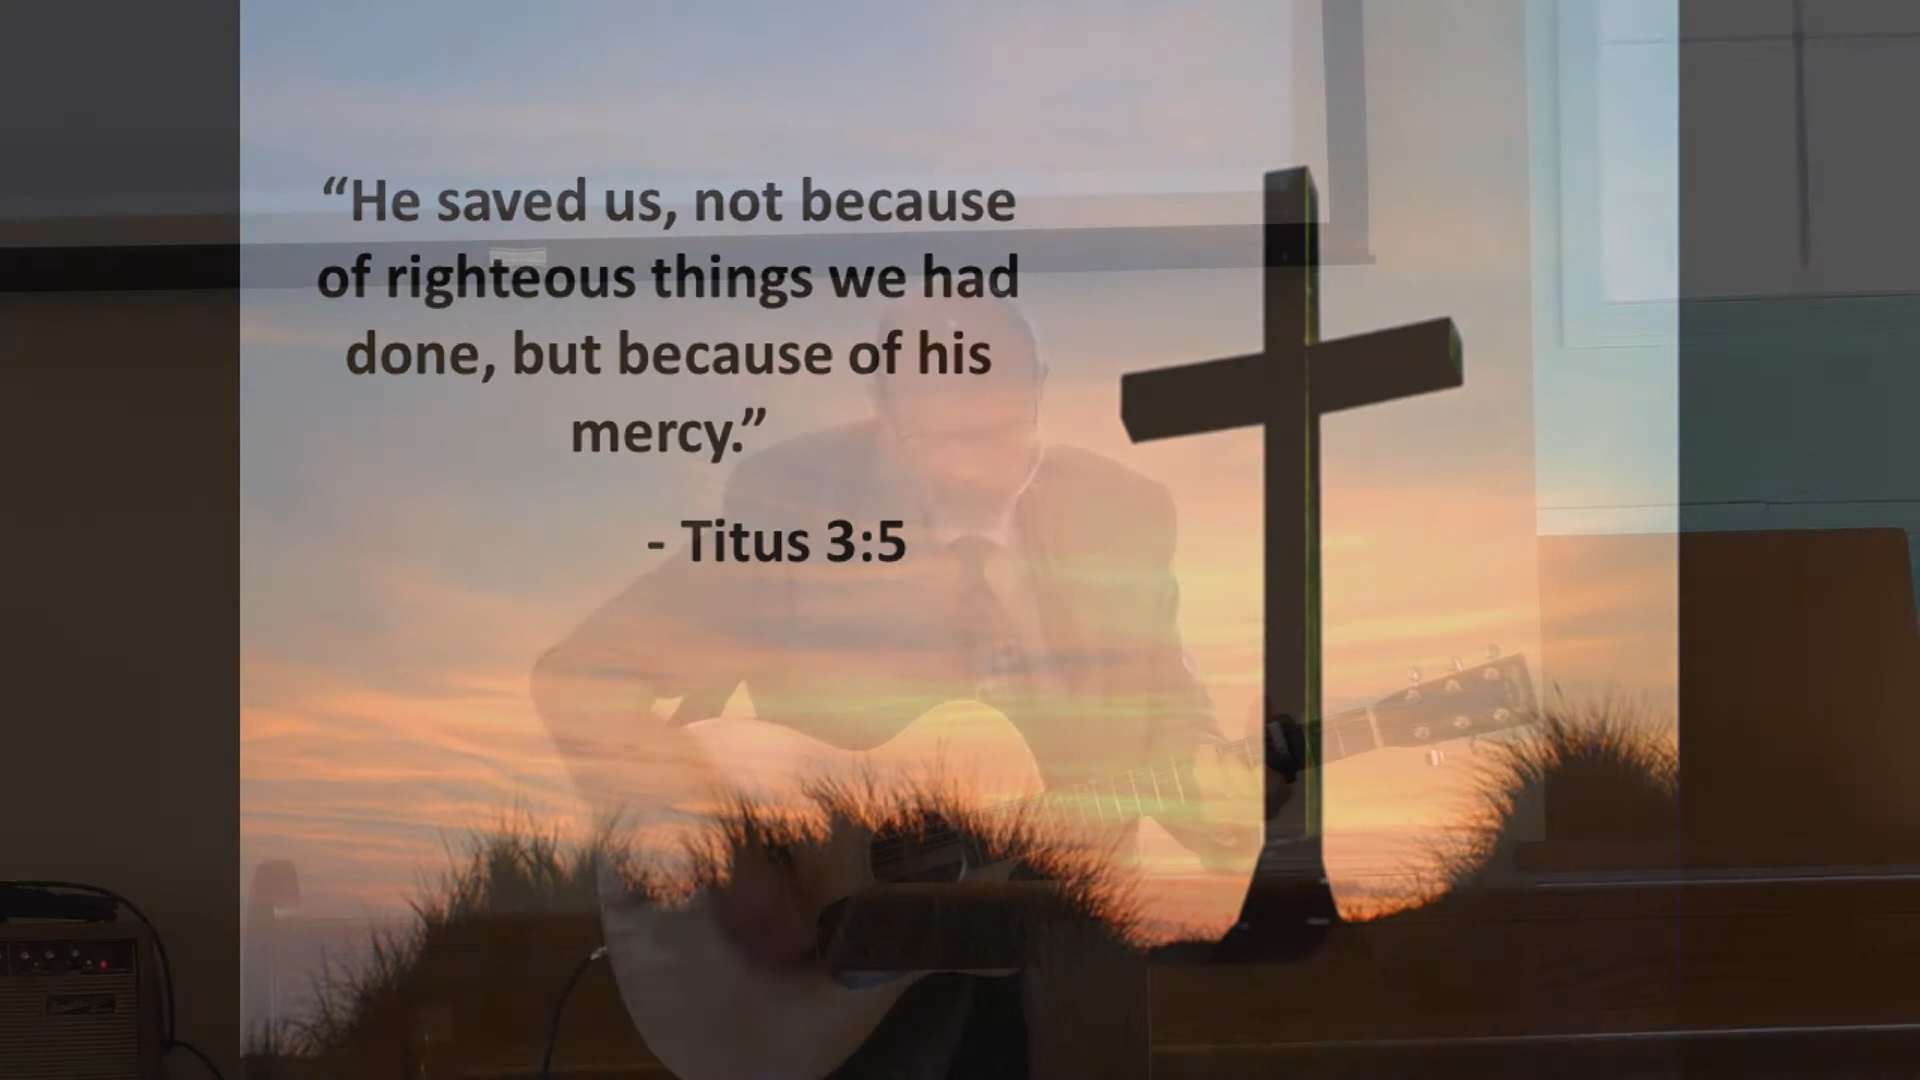 “He saved us, not because
of righteous things we had
done, but because of his
mercy.”
- Titus 3:5